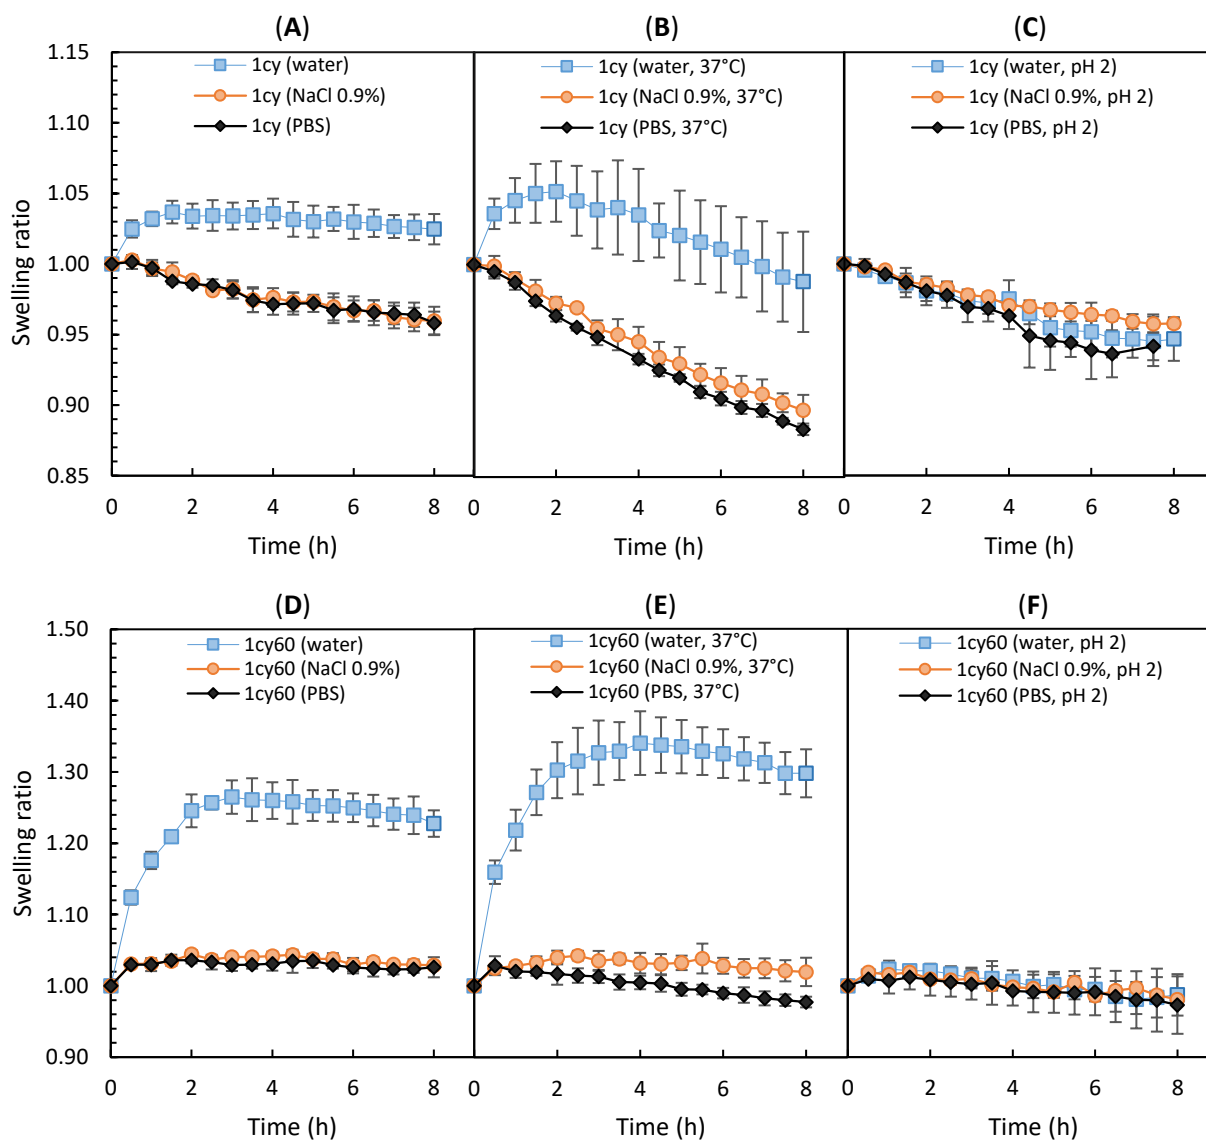 (A) (B) (C)
1.15
1.10
1.05
1.00
0.95
0.90
0.85
Swelling ratio
1cy (water)
1cy (NaCl 0.9%)
1cy (PBS)
1cy (water, 37°C)
1cy (NaCl 0.9%, 37°C)
1cy (PBS, 37°C)
1cy (water, pH 2)
1cy (NaCl 0.9%, pH 2)
1cy (PBS, pH 2)
0 2 4 6 8 0 2 4 6 8 0 2 4 6 8
Time (h) Time (h) Time (h)
(D) (E) (F)
1.50
1.40
1.30
1.20
1.10
1.00
0.90
Swelling ratio
1cy60 (water)
1cy60 (NaCl 0.9%)
1cy60 (PBS)
1cy60 (water, 37°C)
1cy60 (NaCl 0.9%, 37°C)
1cy60 (PBS, 37°C)
1cy60 (water, pH 2)
1cy60 (NaCl 0.9%, pH 2)
1cy60 (PBS, pH 2)
0 2 4 6 8 0 2 4 6 8 0 2 4 6 8
Time (h) Time (h) Time (h)